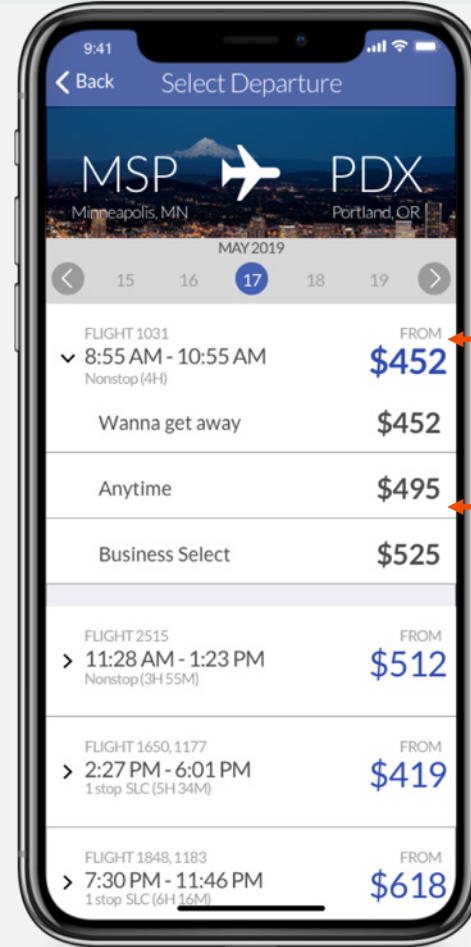 9:41
Back Select Departure
MSP PDX
Minneapolis, MN Portland, OR
MAY 2019
15 16 17 18 19
FLIGHT 1031 FROM
8:55 AM - 10:55 AM $452
Nonstop (4H)
Wanna get away $452
Anytime $495
Business Select $525
FLIGHT 2515 FROM
11:28 AM - 1:23 PM $512
Nonstop (3H 55M)
FLIGHT 1650, 1177 FROM
2:27 PM - 6:01 PM $419
1 stop SLC (5H 34M)
FLIGHT 1848, 1183 FROM
7:30 PM - 11:46 PM $618
1 stop SLC (6H 16M)